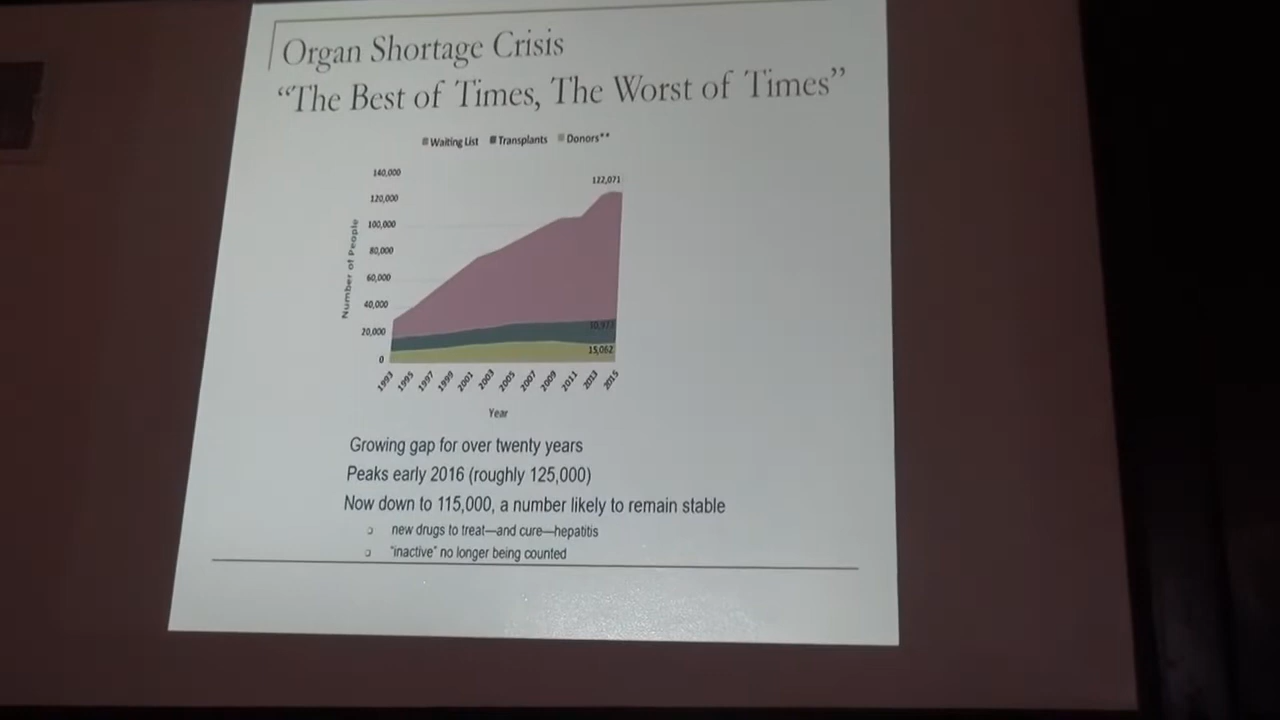 Organ Shortage Crisis
“The Best of Times, The Worst of Times”
Waiting List Transplants Donors**
140,000
122,071
120,000
100,000
80,000
60,000
40,000
20,000
15,062
0
Number of People
1993 1995 1997 1999 2001 2003 2005 2007 2009 2011 2013 2015
Year
Growing gap for over twenty years
Peaks early 2016 (roughly 125,000)
Now down to 115,000, a number likely to remain stable
new drugs to treat—and cure—hepatitis
"inactive" no longer being counted